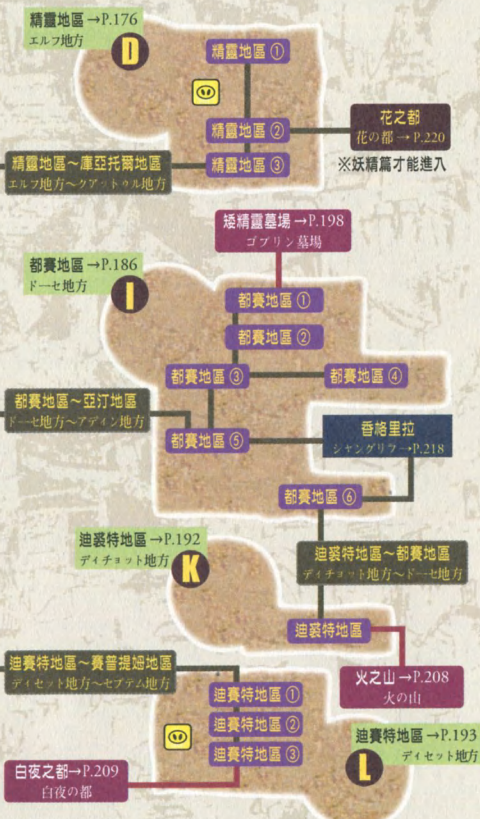 精靈地區→P.176
エルフ地方
D
精靈地區①
精靈地區②
花之都
花の都→P.220
※妖精篇才能進入
精靈地區～庫亞托爾地區
エルフ地方～クアットゥル地方
精靈地區③
矮精靈墓場→P.198
ゴブリン墓場
都賽地區→P.186
ドーセ地方
I
都賽地區①
都賽地區②
都賽地區③
都賽地區④
都賽地區～亞汀地區
ドーセ地方～アディン地方
都賽地區⑤
香格里拉
シャングリラ→P.218
都賽地區⑥
迪裘特地區→P.192
ディチョット地方
K
迪裘特地區～都賽地區
ディチョット地方～ドーセ地方
迪裘特地區
火之山→P.208
火の山
迪賽特地區～賽普提姆地區
ディセット地方～セプテム地方
迪賽特地區①
迪賽特地區②
迪賽特地區③
迪賽特地區→P.193
ディセット地方
L
白夜之都→P.209
白夜の都